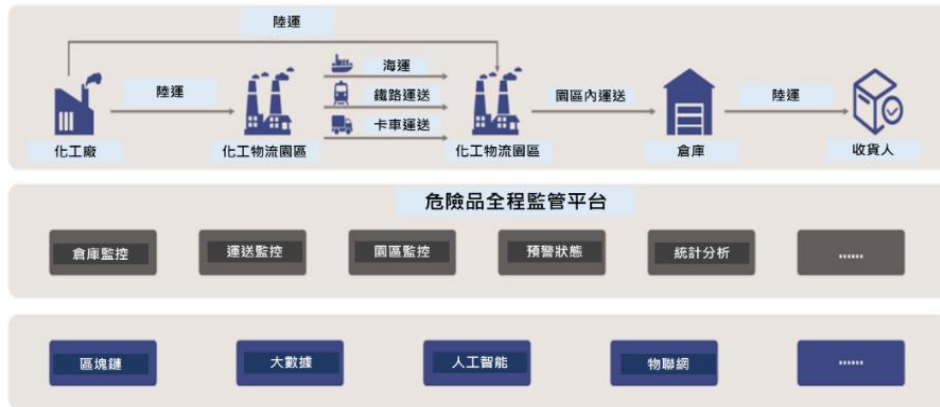 陸運
海運
陸運
鐵路運送
園區內運送
陸運
卡車運送
化工廠
化工物流園區
化工物流園區
倉庫
收貨人
危險品全程監管平台
倉庫監控
運送監控
園區監控
預警狀態
統計分析
......
區塊鏈
大數據
人工智能
物聯網
......